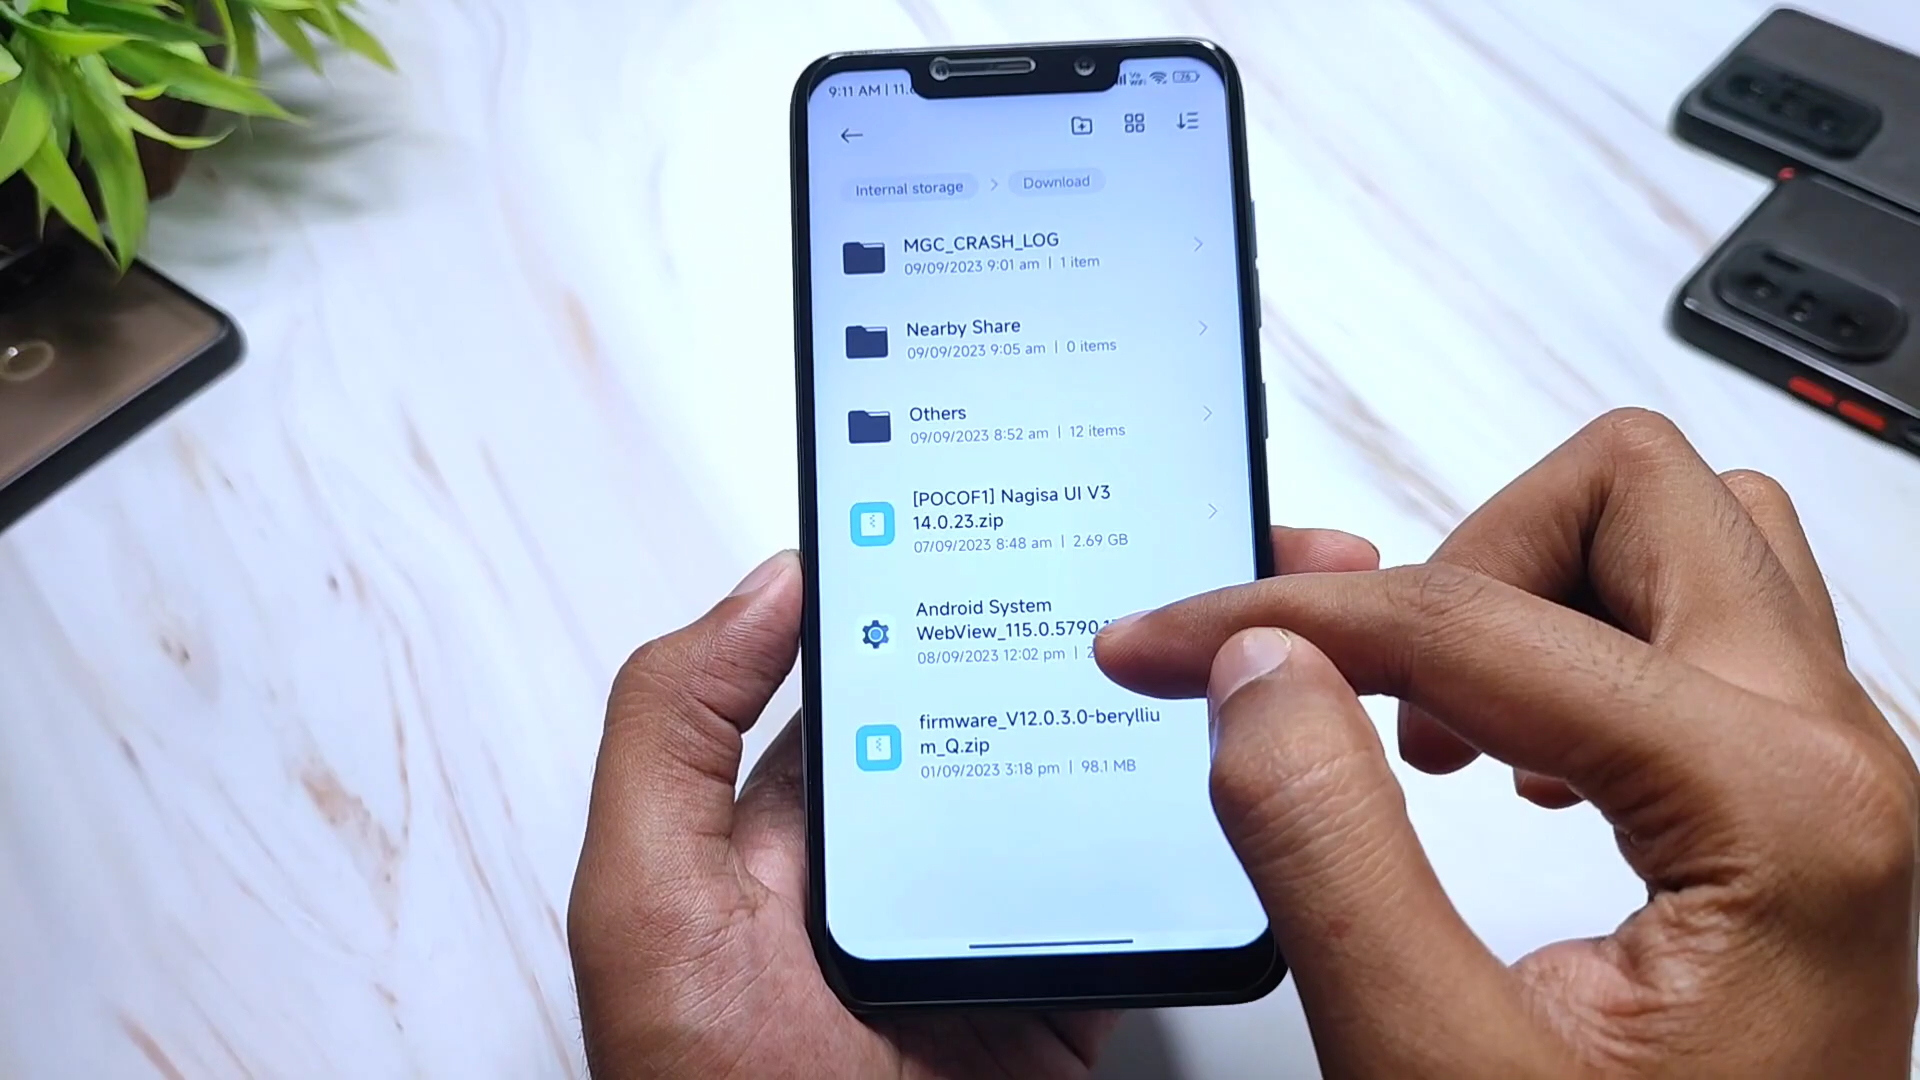 9:11 AM | 11.
76
Internal storage
Download
MGC_CRASH_LOG
09/09/2023 9:01 am | 1 item
Nearby Share
09/09/2023 9:05 am | 0 items
Others
09/09/2023 8:52 am | 12 items
[POCOF1] Nagisa UI V3
14.0.23.zip
07/09/2023 8:48 am | 2.69 GB
Android System
WebView_115.0.5790
08/09/2023 12:02 pm | 2
firmware_V12.0.3.0-berylliu
m_Q.zip
01/09/2023 3:18 pm | 98.1 MB